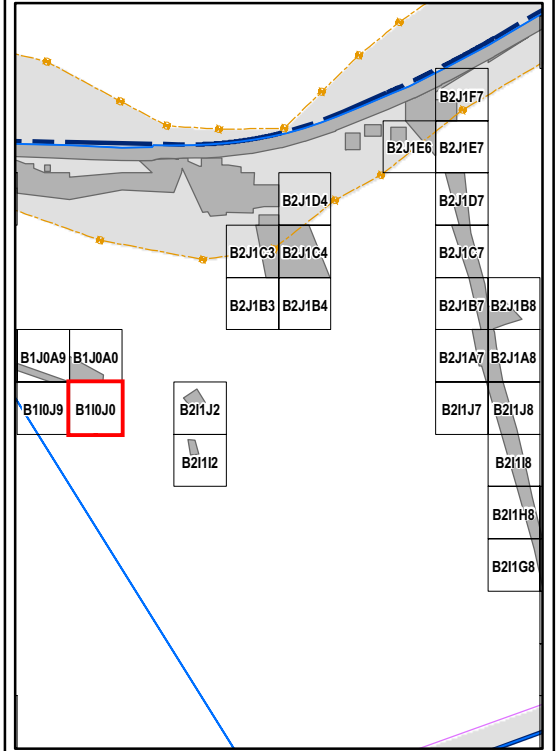 B2J1F7
B2J1E6 B2J1E7
B2J1D4 B2J1D7
B2J1C3 B2J1C4 B2J1C7
B2J1B3 B2J1B4 B2J1B7 B2J1B8
B1J0A9 B1J0A0 B2J1A7 B2J1A8
B1I0J9 B1I0J0 B2I1J2 B2I1J7 B2I1J8
B2I1I2 B2I1I8
B2I1H8
B2I1G8